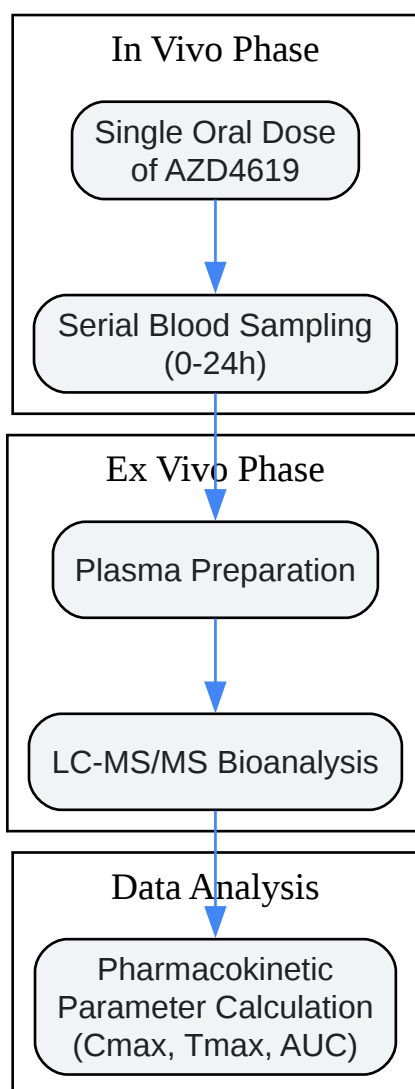 In Vivo Phase
Single Oral Dose
of AZD4619
Serial Blood Sampling
(0-24h)
Ex Vivo Phase
Plasma Preparation
LC-MS/MS Bioanalysis
Data Analysis
Pharmacokinetic
Parameter Calculation
(Cmax, Tmax, AUC)